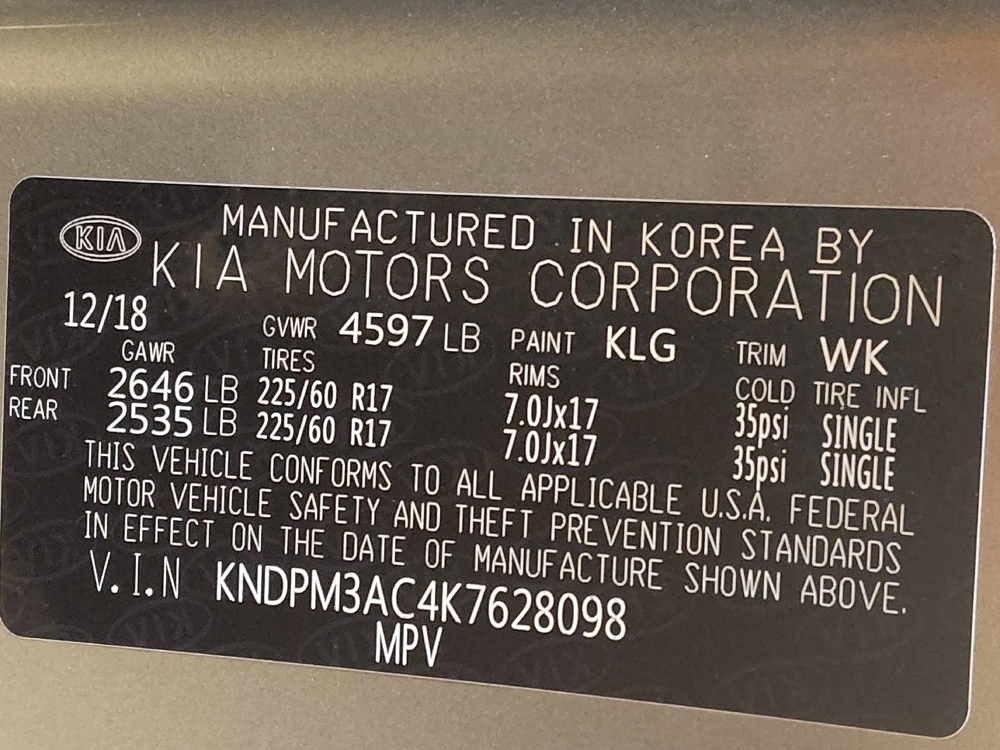 KIA MANUFACTURED IN KOREA BY
KIA MOTORS CORPORATION
12/18 GVWR 4597 LB PAINT KLG TRIM WK
GAWR TIRES RIMS COLD TIRE INFL
FRONT 2646 LB 225/60 R17 7.0Jx17 35psi SINGLE
REAR 2535 LB 225/60 R17 7.0Jx17 35psi SINGLE
THIS VEHICLE CONFORMS TO ALL APPLICABLE U.S.A. FEDERAL
MOTOR VEHICLE SAFETY AND THEFT PREVENTION STANDARDS
IN EFFECT ON THE DATE OF MANUFACTURE SHOWN ABOVE.
V.I.N KNDPM3AC4K7628098
MPV